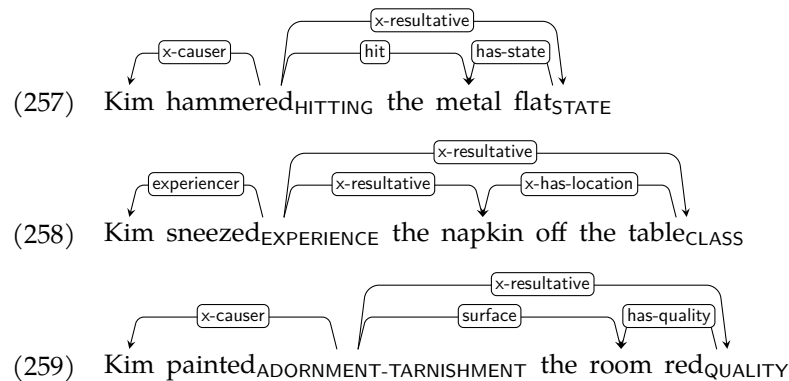 x-resultative
x-causer hit has-state
(257) Kim hammeredHITTING the metal flatSTATE
x-resultative
experiencer x-resultative x-has-location
(258) Kim sneezedEXPERIENCE the napkin off the tableCLASS
x-resultative
x-causer surface has-quality
(259) Kim paintedADORNMENT-TARNISHMENT the room redQUALITY